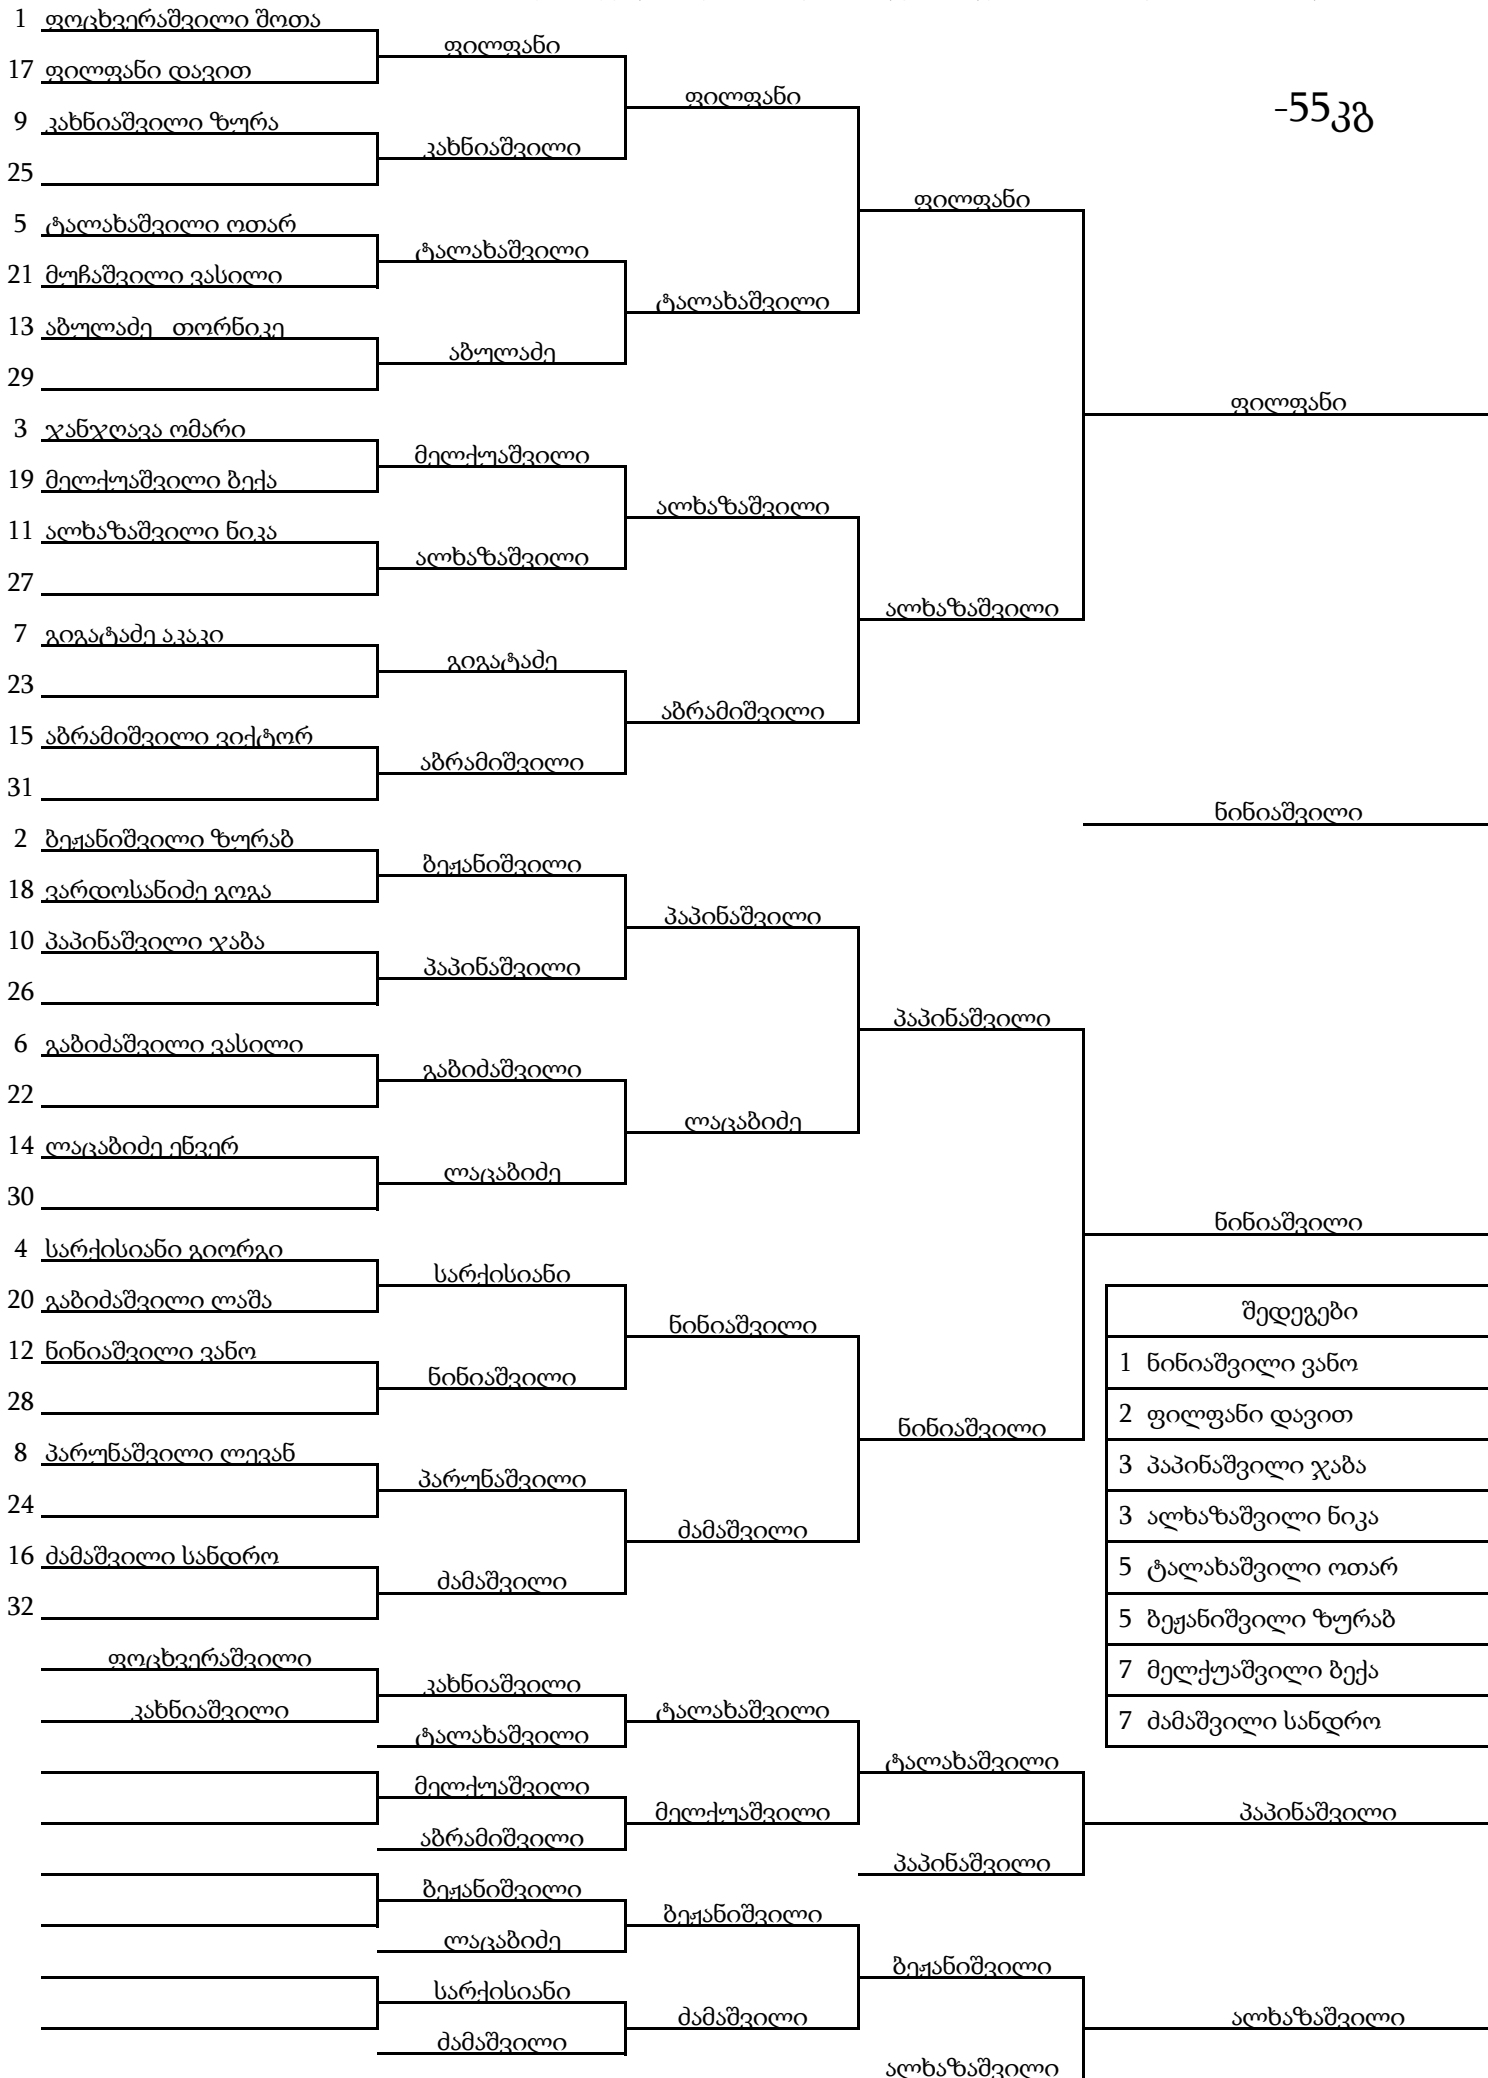 1 ფოცხვერაშვილი შოთა
ფილფანი
17 ფილფანი დავით
ფილფანი
-55კგ
9 კახნიაშვილი ზურა
კახნიაშვილი
25
ფილფანი
5 ტალახაშვილი ოთარ
ტალახაშვილი
21 მუჩაშვილი ვასილი
ტალახაშვილი
13 აბულაძე თორნიკე
აბულაძე
29
ფილფანი
3 ჯანჯღავა ომარი
მელქუაშვილი
19 მელქუაშვილი ბექა
ალხაზაშვილი
11 ალხაზაშვილი ნიკა
ალხაზაშვილი
27
ალხაზაშვილი
7 გიგატაძე აკაკი
გიგატაძე
23
აბრამიშვილი
15 აბრამიშვილი ვიქტორ
აბრამიშვილი
31
ნინიაშვილი
2 ბეჟანიშვილი ზურაბ
ბეჟანიშვილი
18 ვარდოსანიძე გოგა
პაპინაშვილი
10 პაპინაშვილი ჯაბა
პაპინაშვილი
26
პაპინაშვილი
6 გაბიძაშვილი ვასილი
გაბიძაშვილი
22
ლაცაბიძე
14 ლაცაბიძე ენვერ
ლაცაბიძე
30
ნინიაშვილი
4 სარქისიანი გიორგი
სარქისიანი
20 გაბიძაშვილი ლაშა
შედეგები
ნინიაშვილი
12 ნინიაშვილი ვანო
1 ნინიაშვილი ვანო
ნინიაშვილი
28
2 ფილფანი დავით
ნინიაშვილი
8 პარუნაშვილი ლევან
3 პაპინაშვილი ჯაბა
პარუნაშვილი
24
3 ალხაზაშვილი ნიკა
ძამაშვილი
16 ძამაშვილი სანდრო
5 ტალახაშვილი ოთარ
ძამაშვილი
32
5 ბეჟანიშვილი ზურაბ
ფოცხვერაშვილი
7 მელქუაშვილი ბექა
კახნიაშვილი
კახნიაშვილი
ტალახაშვილი
7 ძამაშვილი სანდრო
ტალახაშვილი
ტალახაშვილი
მელქუაშვილი
მელქუაშვილი
პაპინაშვილი
აბრამიშვილი
პაპინაშვილი
ბეჟანიშვილი
ბეჟანიშვილი
ლაცაბიძე
ბეჟანიშვილი
სარქისიანი
ძამაშვილი
ალხაზაშვილი
ძამაშვილი
ალხაზაშვილი